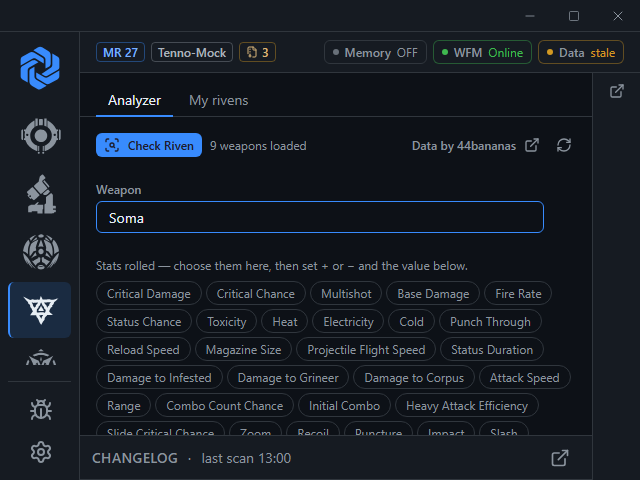 MR 27 Tenno-Mock 3 Memory OFF WFM Online Data stale
Analyzer My rivens
Check Riven 9 weapons loaded Data by 44bananas
Weapon
Soma
Stats rolled — choose them here, then set + or − and the value below.
Critical Damage Critical Chance Multishot Base Damage Fire Rate
Status Chance Toxicity Heat Electricity Cold Punch Through
Reload Speed Magazine Size Projectile Flight Speed Status Duration
Damage to Infested Damage to Grineer Damage to Corpus Attack Speed
Range Combo Count Chance Initial Combo Heavy Attack Efficiency
Slide Critical Chance Zoom Recoil Puncture Impact Slash
CHANGELOG · last scan 13:00